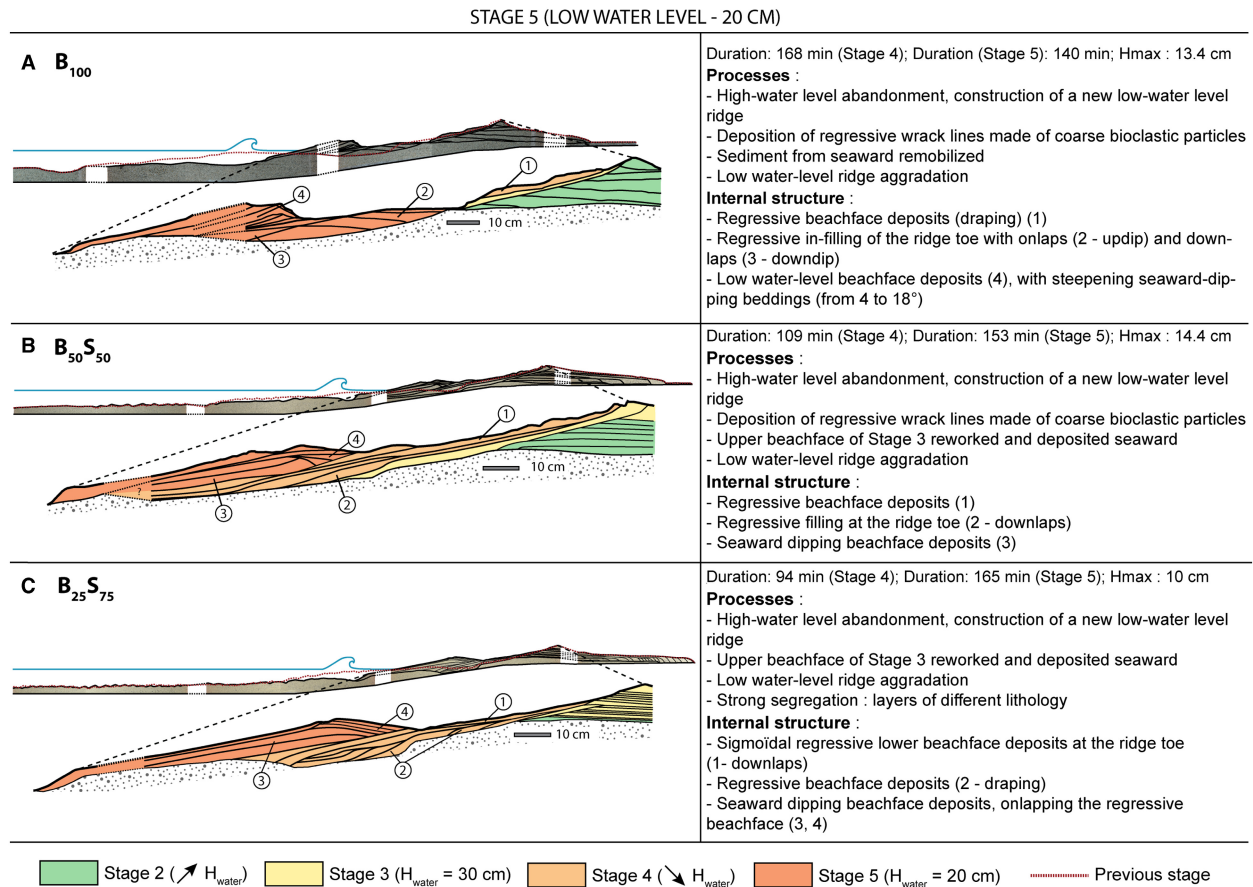 STAGE 5 (LOW WATER LEVEL - 20 CM)
A B100
4
2
1
3
10 cm
Duration: 168 min (Stage 4); Duration (Stage 5): 140 min; Hmax : 13.4 cm
Processes :
- High-water level abandonment, construction of a new low-water level
ridge
- Deposition of regressive wrack lines made of coarse bioclastic particles
- Sediment from seaward remobilized
- Low water-level ridge aggradation
Internal structure :
- Regressive beachface deposits (draping) (1)
- Regressive in-filling of the ridge toe with onlaps (2 - updip) and down-
laps (3 - downdip)
- Low water-level beachface deposits (4), with steepening seaward-dip-
ping beddings (from 4 to 18°)
B B50S50
1
4
?
3
2
10 cm
Duration: 109 min (Stage 4); Duration: 153 min (Stage 5); Hmax : 14.4 cm
Processes :
- High-water level abandonment, construction of a new low-water level
ridge
- Deposition of regressive wrack lines made of coarse bioclastic particles
- Upper beachface of Stage 3 reworked and deposited seaward
- Low water-level ridge aggradation
Internal structure :
- Regressive beachface deposits (1)
- Regressive filling at the ridge toe (2 - downlaps)
- Seaward dipping beachface deposits (3)
C B25S75
1
4
3
2
10 cm
Duration: 94 min (Stage 4); Duration: 165 min (Stage 5); Hmax : 10 cm
Processes :
- High-water level abandonment, construction of a new low-water level
ridge
- Upper beachface of Stage 3 reworked and deposited seaward
- Low water-level ridge aggradation
- Strong segregation : layers of different lithology
Internal structure :
- Sigmoïdal regressive lower beachface deposits at the ridge toe
(1- downlaps)
- Regressive beachface deposits (2 - draping)
- Seaward dipping beachface deposits, onlapping the regressive
beachface (3, 4)
Stage 2 (↗ Hwater) Stage 3 (Hwater = 30 cm) Stage 4 (↘ Hwater) Stage 5 (Hwater = 20 cm) Previous stage